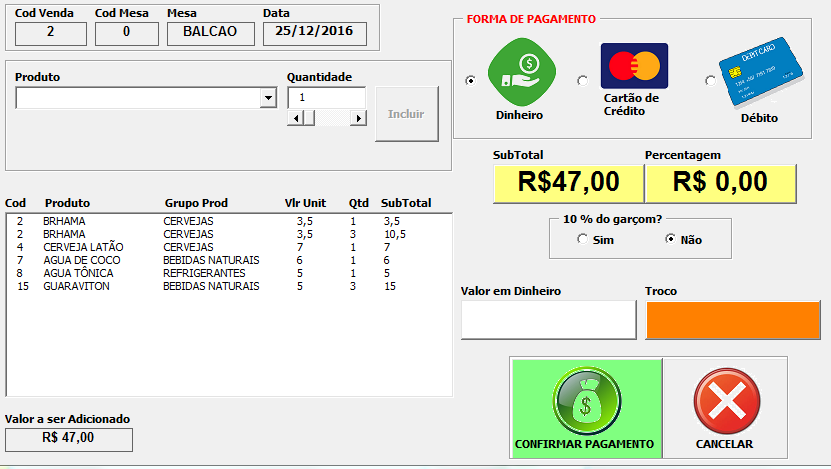 Cod Venda Cod Mesa Mesa Data
2 0 BALCAO 25/12/2016
Produto Quantidade
1
Incluir
FORMA DE PAGAMENTO
Dinheiro
Cartão de
Crédito
DEBIT CARD
Débito
SubTotal Percentagem
R$47,00 R$ 0,00
10 % do garçom?
Sim Não
Cod Produto Grupo Prod Vlr Unit Qtd SubTotal
2 BRHAMA CERVEJAS 3,5 1 3,5
2 BRHAMA CERVEJAS 3,5 3 10,5
4 CERVEJA LATÃO CERVEJAS 7 1 7
7 AGUA DE COCO BEBIDAS NATURAIS 6 1 6
8 AGUA TÔNICA REFRIGERANTES 5 1 5
15 GUARAVITON BEBIDAS NATURAIS 5 3 15
Valor em Dinheiro Troco
Valor a ser Adicionado
R$ 47,00
CONFIRMAR PAGAMENTO
CANCELAR